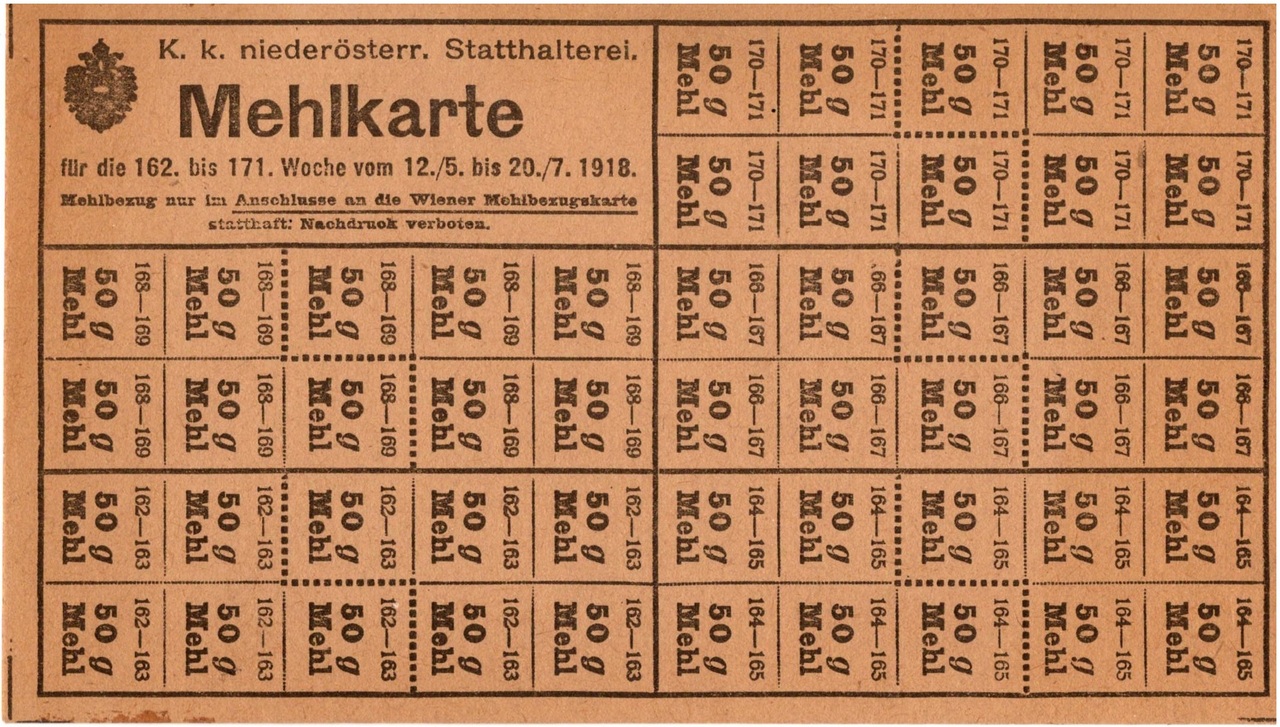 K. k. niederösterr. Statthalterei.
Mehlkarte
für die 162. bis 171. Woche vom 12./5. bis 20./7. 1918.
Mehlbezug nur im Anschlusse an die Wiener Mehlbezugskarte
statthaft: Nachdruck verboten.
170—171
50 g
Mehl
170—171
50 g
Mehl
170—171
50 g
Mehl
170—171
50 g
Mehl
170—171
50 g
Mehl
170—171
50 g
Mehl
170—171
50 g
Mehl
170—171
50 g
Mehl
170—171
50 g
Mehl
170—171
50 g
Mehl
168—169
50 g
Mehl
168—169
50 g
Mehl
168—169
50 g
Mehl
168—169
50 g
Mehl
168—169
50 g
Mehl
168—169
50 g
Mehl
168—169
50 g
Mehl
168—169
50 g
Mehl
168—169
50 g
Mehl
168—169
50 g
Mehl
166—167
50 g
Mehl
66—167
50 g
Mehl
166—167
50 g
Mehl
166—167
50 g
Mehl
166—167
50 g
Mehl
166—167
50 g
Mehl
166—167
50 g
Mehl
166—167
50 g
Mehl
166—167
50 g
Mehl
166—167
50 g
Mehl
162—163
50 g
Mehl
162—163
50 g
Mehl
162—163
50 g
Mehl
162—163
50 g
Mehl
162—163
50 g
Mehl
162—163
50 g
Mehl
162—163
50 g
Mehl
162—163
50 g
Mehl
162—163
50 g
Mehl
162—163
50 g
Mehl
164—165
50 g
Mehl
164—165
50 g
Mehl
164—165
50 g
Mehl
164—165
50 g
Mehl
164—165
50 g
Mehl
164—165
50 g
Mehl
164—165
50 g
Mehl
164—165
50 g
Mehl
164—165
50 g
Mehl
164—165
50 g
Mehl